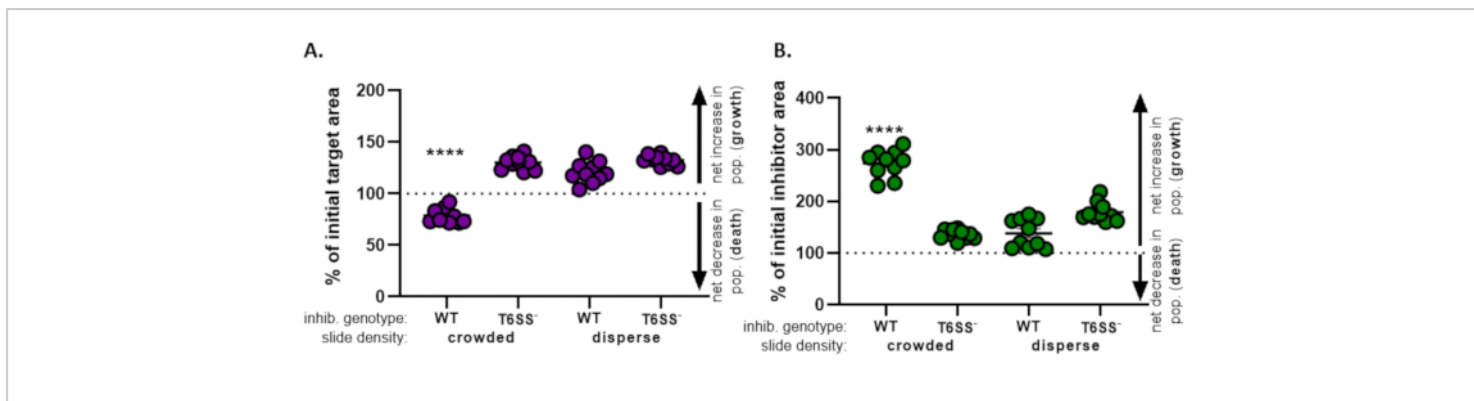 A.
% of initial target area
200
150
100
50
0
****
net increase in
pop. (growth)
net decrease in
pop. (death)
inhib. genotype: WT T6SS⁻ WT T6SS⁻
slide density: crowded disperse
B.
% of initial inhibitor area
400
300
200
100
0
****
net increase in
pop. (growth)
net decrease in
pop. (death)
inhib. genotype: WT T6SS⁻ WT T6SS⁻
slide density: crowded disperse